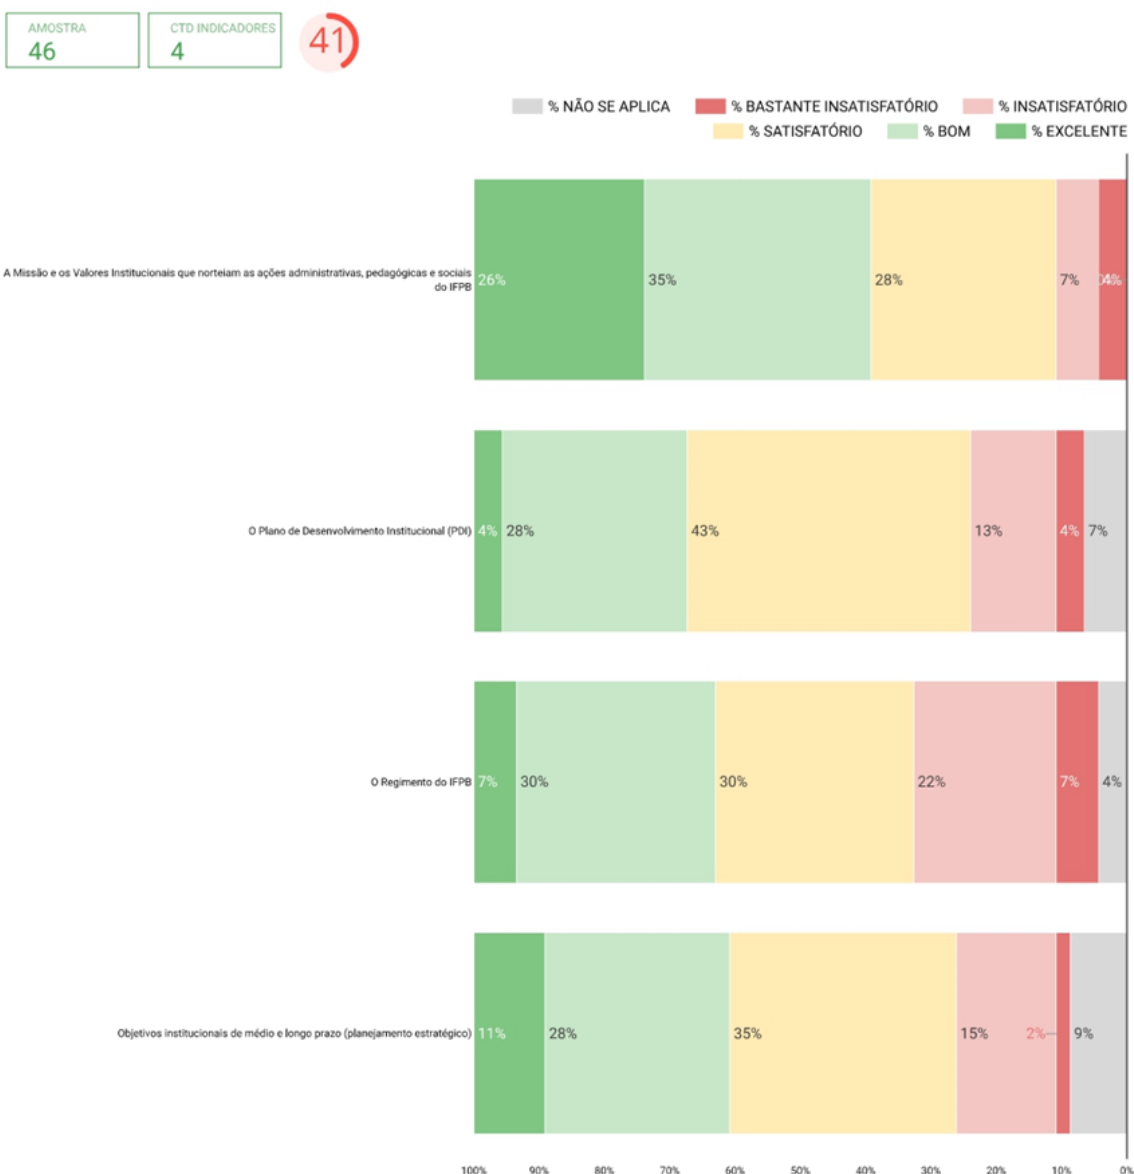 AMOSTRA
46
CTD INDICADORES
4
41
% NÃO SE APLICA
% BASTANTE INSATISFATÓRIO
% INSATISFATÓRIO
% SATISFATÓRIO
% BOM
% EXCELENTE
A Missão e os Valores Institucionais que norteiam as ações administrativas, pedagógicas e sociais
do IFPB
26% 35% 28% 7% 4%
O Plano de Desenvolvimento Institucional (PDI)
4% 28% 43% 13% 4% 7%
O Regimento do IFPB
7% 30% 30% 22% 7% 4%
Objetivos institucionais de médio e longo prazo (planejamento estratégico)
11% 28% 35% 15% 2% 9%
100% 90% 80% 70% 60% 50% 40% 30% 20% 10% 0%